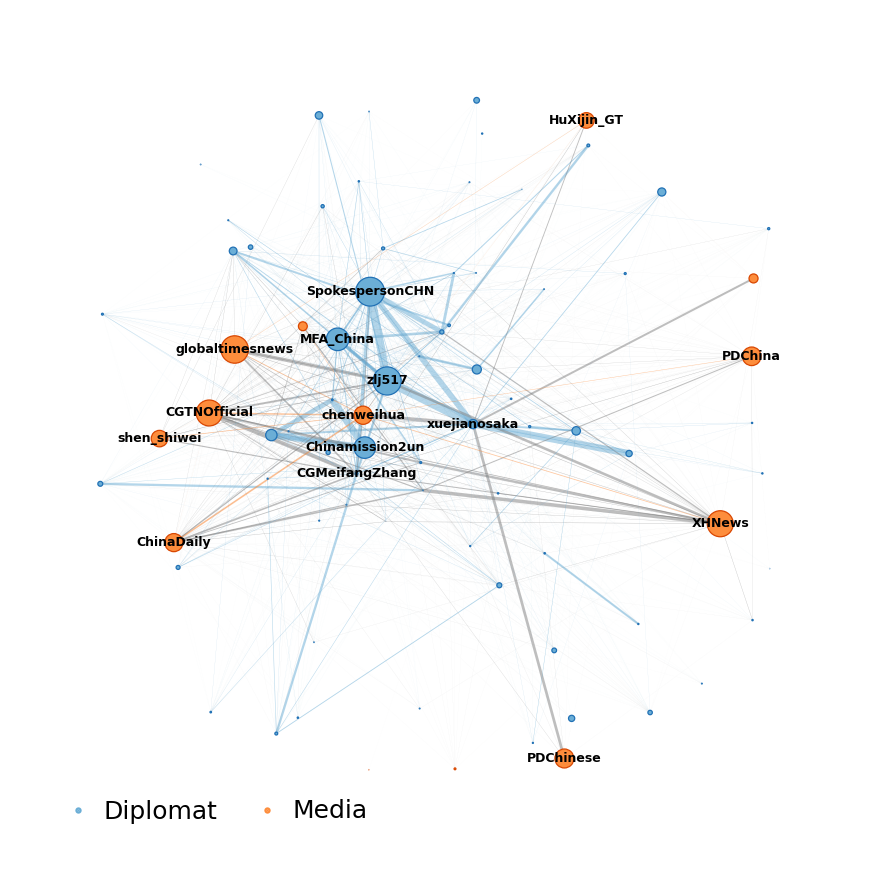 HuXijin_GT
SpokespersonCHN
MFA_China
globaltimesnews
PDChina
zlj517
CGTNOfficial
chenweihua
xuejianosaka
shen_shiwei
Chinamission2un
CGMeifangZhang
XHNews
ChinaDaily
PDChinese
Diplomat
Media